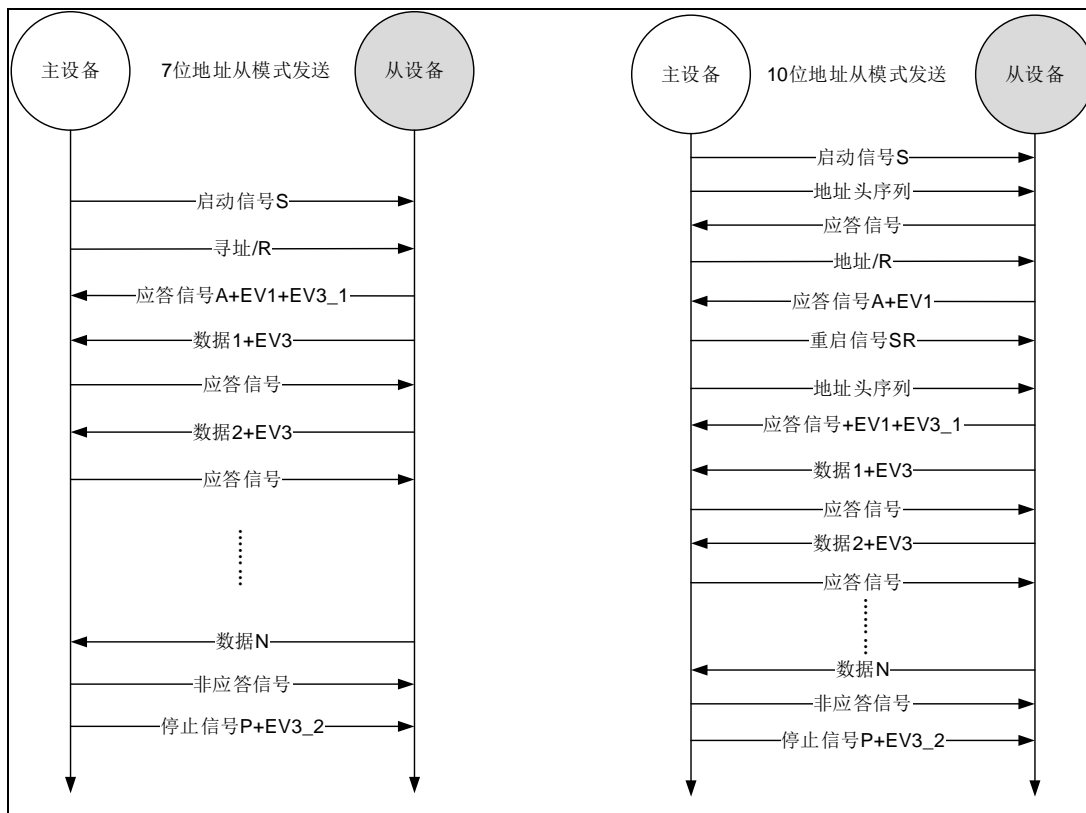 主设备
7位地址从模式发送
从设备
启动信号S
寻址/R
应答信号A+EV1+EV3_1
数据1+EV3
应答信号
数据2+EV3
应答信号
数据N
非应答信号
停止信号P+EV3_2
主设备
10位地址从模式发送
从设备
启动信号S
地址头序列
应答信号
地址/R
应答信号A+EV1
重启信号SR
地址头序列
应答信号+EV1+EV3_1
数据1+EV3
应答信号
数据2+EV3
应答信号
数据N
非应答信号
停止信号P+EV3_2